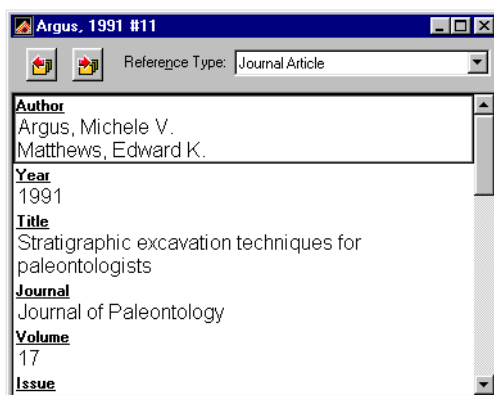 Argus, 1991 #11
Reference Type: Journal Article
Author
Argus, Michele V.
Matthews, Edward K.
Year
1991
Title
Stratigraphic excavation techniques for
paleontologists
Journal
Journal of Paleontology
Volume
17
Issue